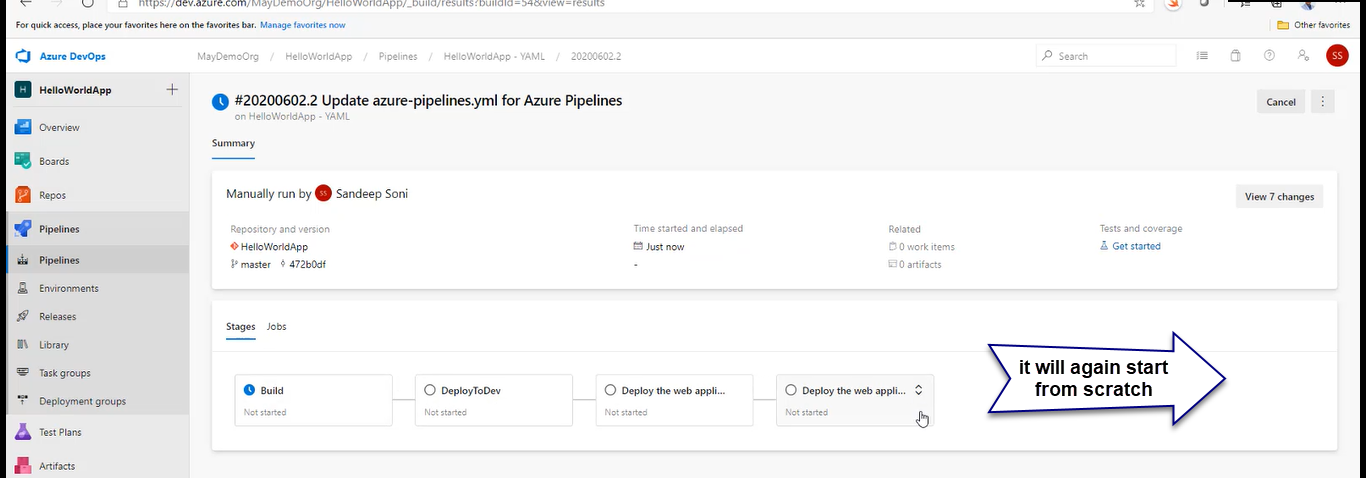 https://dev.azure.com/MayDemoOrg/HelloWorldApp/_build/results?buildId=54&view=results
For quick access, place your favorites here on the favorites bar. Manage favorites now
Other favorites
Azure DevOps
MayDemoOrg / HelloWorldApp / Pipelines / HelloWorldApp - YAML / 20200602.2
Search
SS
H HelloWorldApp
Overview
Boards
Repos
Pipelines
Pipelines
Environments
Releases
Library
Task groups
Deployment groups
Test Plans
Artifacts
#20200602.2 Update azure-pipelines.yml for Azure Pipelines
on HelloWorldApp - YAML
Cancel
Summary
Manually run by SS Sandeep Soni
View 7 changes
Repository and version
HelloWorldApp
master 472b0df
Time started and elapsed
Just now
-
Related
0 work items
0 artifacts
Tests and coverage
Get started
Stages Jobs
Build
Not started
DeployToDev
Not started
Deploy the web appli...
Not started
Deploy the web appli...
Not started
it will again start
from scratch